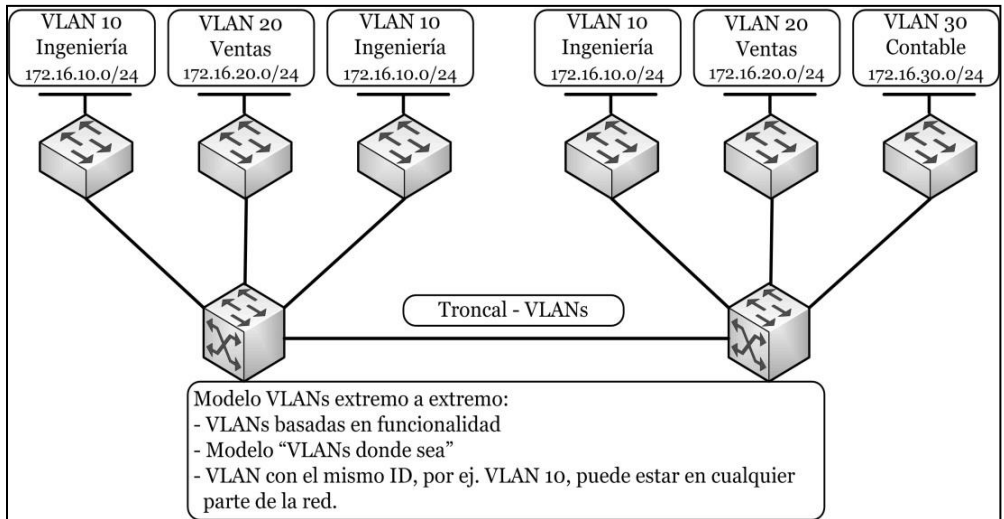 VLAN 10
Ingeniería
172.16.10.0/24
VLAN 20
Ventas
172.16.20.0/24
VLAN 10
Ingeniería
172.16.10.0/24
VLAN 10
Ingeniería
172.16.10.0/24
VLAN 20
Ventas
172.16.20.0/24
VLAN 30
Contable
172.16.30.0/24
Troncal - VLANs
Modelo VLANs extremo a extremo:
- VLANs basadas en funcionalidad
- Modelo “VLANs donde sea”
- VLAN con el mismo ID, por ej. VLAN 10, puede estar en cualquier
parte de la red.